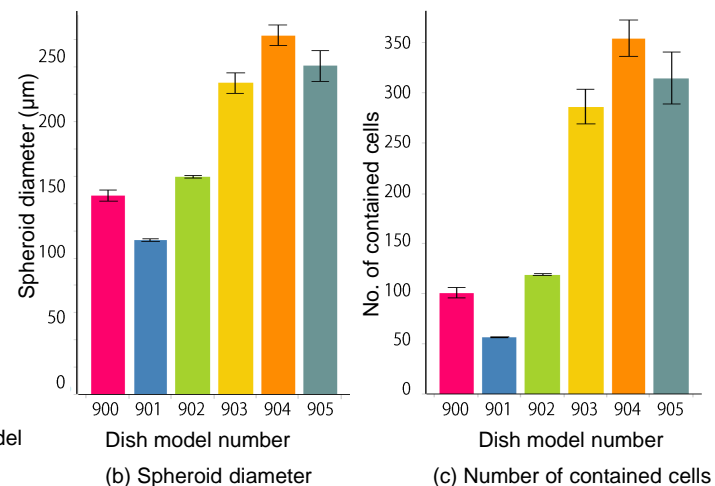 Spheroid diameter (μm)
250
200
150
100
50
0
900 901 902 903 904 905
Dish model number
(b) Spheroid diameter
No. of contained cells
350
300
250
200
150
100
50
0
900 901 902 903 904 905
Dish model number
(c) Number of contained cells
del